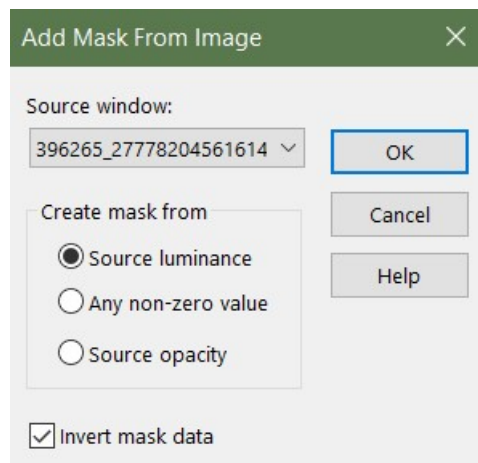 Add Mask From Image
Source window:
396265_27778204561614
OK
Create mask from
Cancel
Source luminance
Help
Any non-zero value
Source opacity
Invert mask data